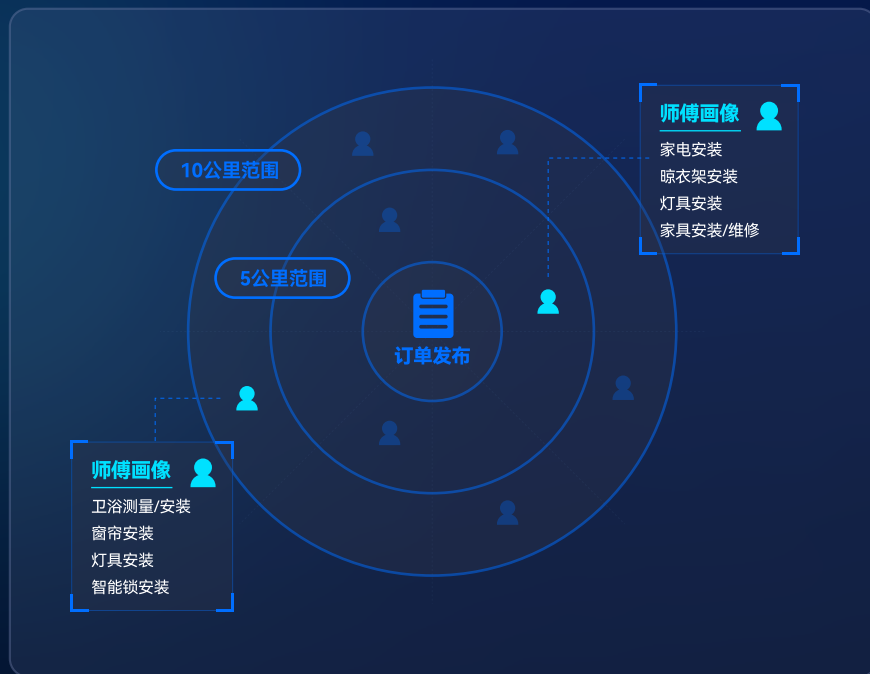 师傅画像
家电安装
晾衣架安装
灯具安装
家具安装/维修
10公里范围
5公里范围
订单发布
师傅画像
卫浴测量/安装
窗帘安装
灯具安装
智能锁安装